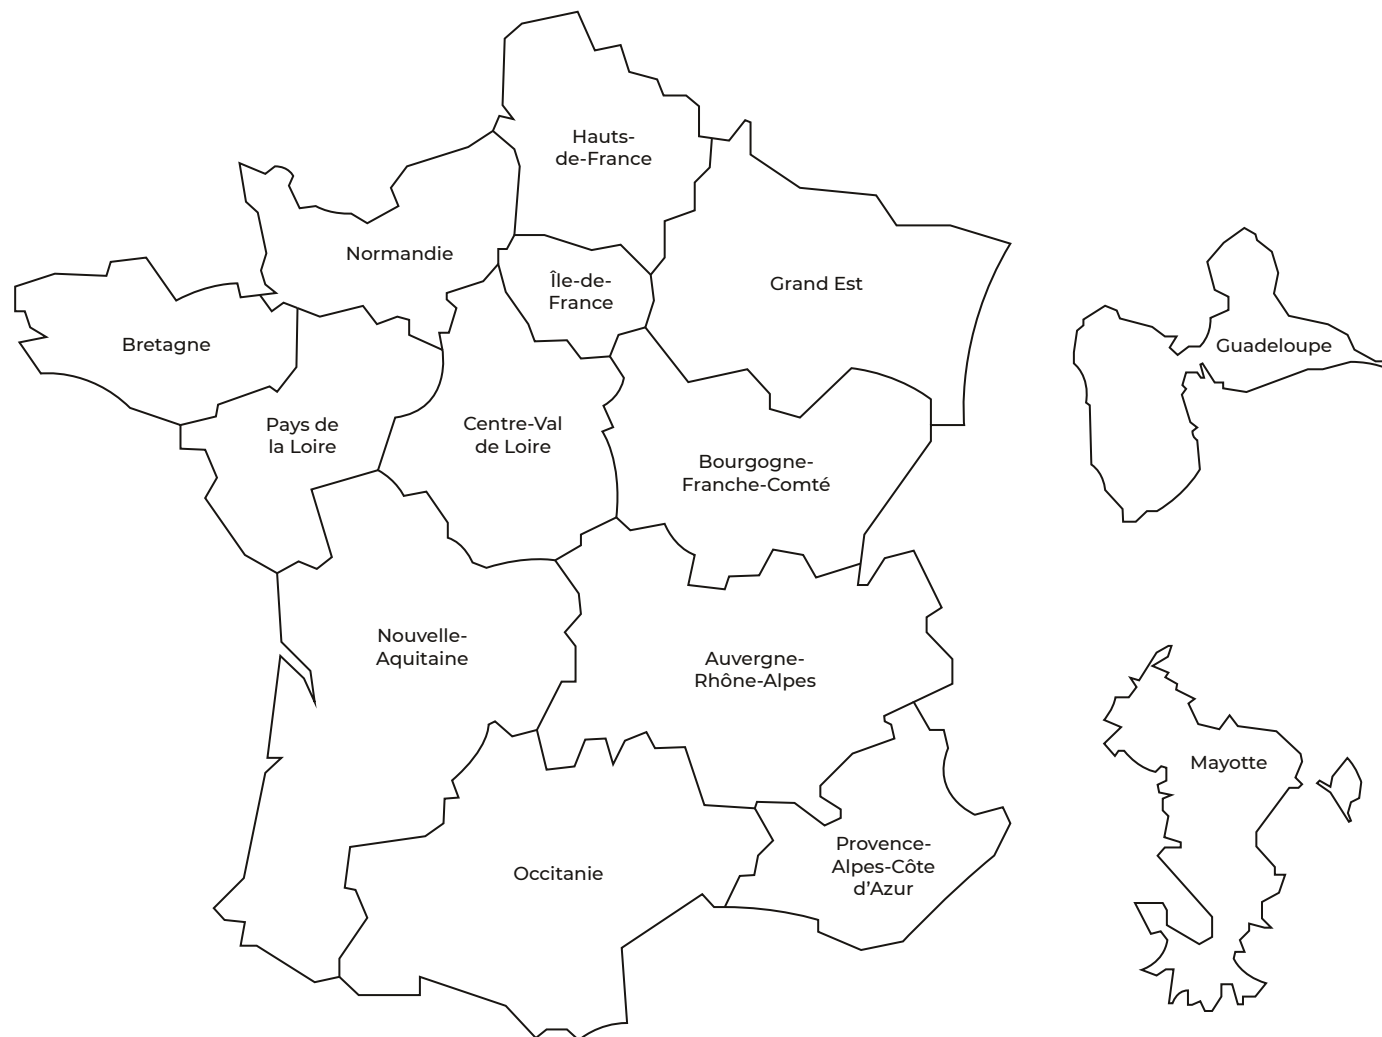 Hauts-
de-France
Normandie
Île-de-
France
Grand Est
Bretagne
Guadeloupe
Pays de
la Loire
Centre-Val
de Loire
Bourgogne-
Franche-Comté
Nouvelle-
Aquitaine
Auvergne-
Rhône-Alpes
Mayotte
Occitanie
Provence-
Alpes-Côte
d’Azur